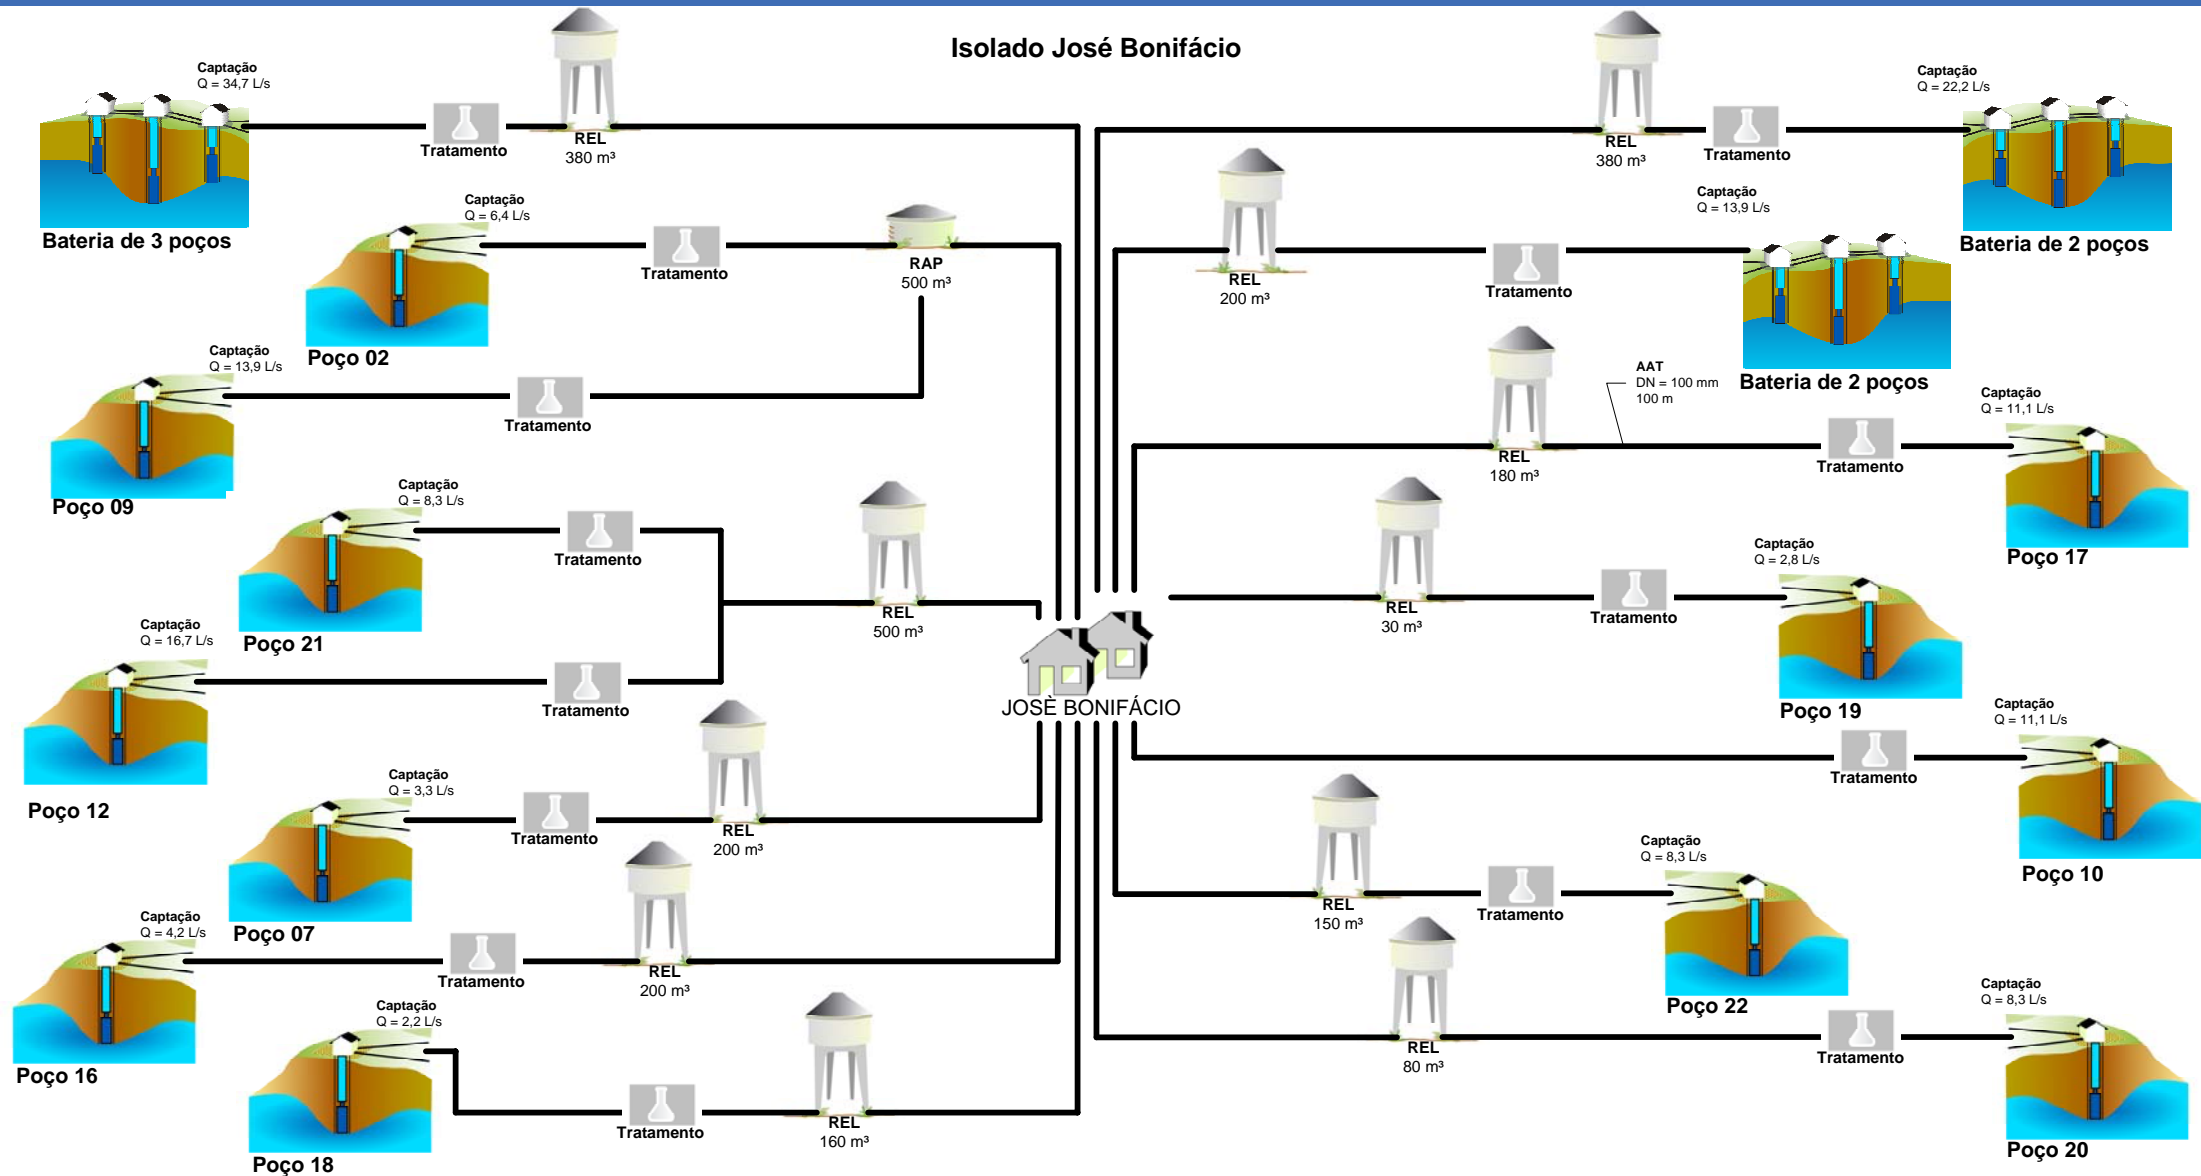 Isolado José Bonifácio
Captação
Q = 34,7 L/s
Bateria de 3 poços
Tratamento
REL
380 m³
Captação
Q = 6,4 L/s
Poço 02
Tratamento
RAP
500 m³
Captação
Q = 13,9 L/s
Poço 09
Tratamento
Captação
Q = 8,3 L/s
Poço 21
Tratamento
REL
500 m³
Captação
Q = 16,7 L/s
Poço 12
Tratamento
Captação
Q = 3,3 L/s
Poço 07
Tratamento
REL
200 m³
Captação
Q = 4,2 L/s
Poço 16
Tratamento
REL
200 m³
Captação
Q = 2,2 L/s
Poço 18
Tratamento
REL
160 m³
JOSÈ BONIFÁCIO
Captação
Q = 22,2 L/s
Bateria de 2 poços
Tratamento
REL
380 m³
Captação
Q = 13,9 L/s
Bateria de 2 poços
Tratamento
REL
200 m³
AAT
DN = 100 mm
100 m
Captação
Q = 11,1 L/s
Poço 17
Tratamento
REL
180 m³
Captação
Q = 2,8 L/s
Poço 19
Tratamento
REL
30 m³
Captação
Q = 11,1 L/s
Poço 10
Tratamento
Captação
Q = 8,3 L/s
Poço 22
Tratamento
REL
150 m³
Captação
Q = 8,3 L/s
Poço 20
Tratamento
REL
80 m³